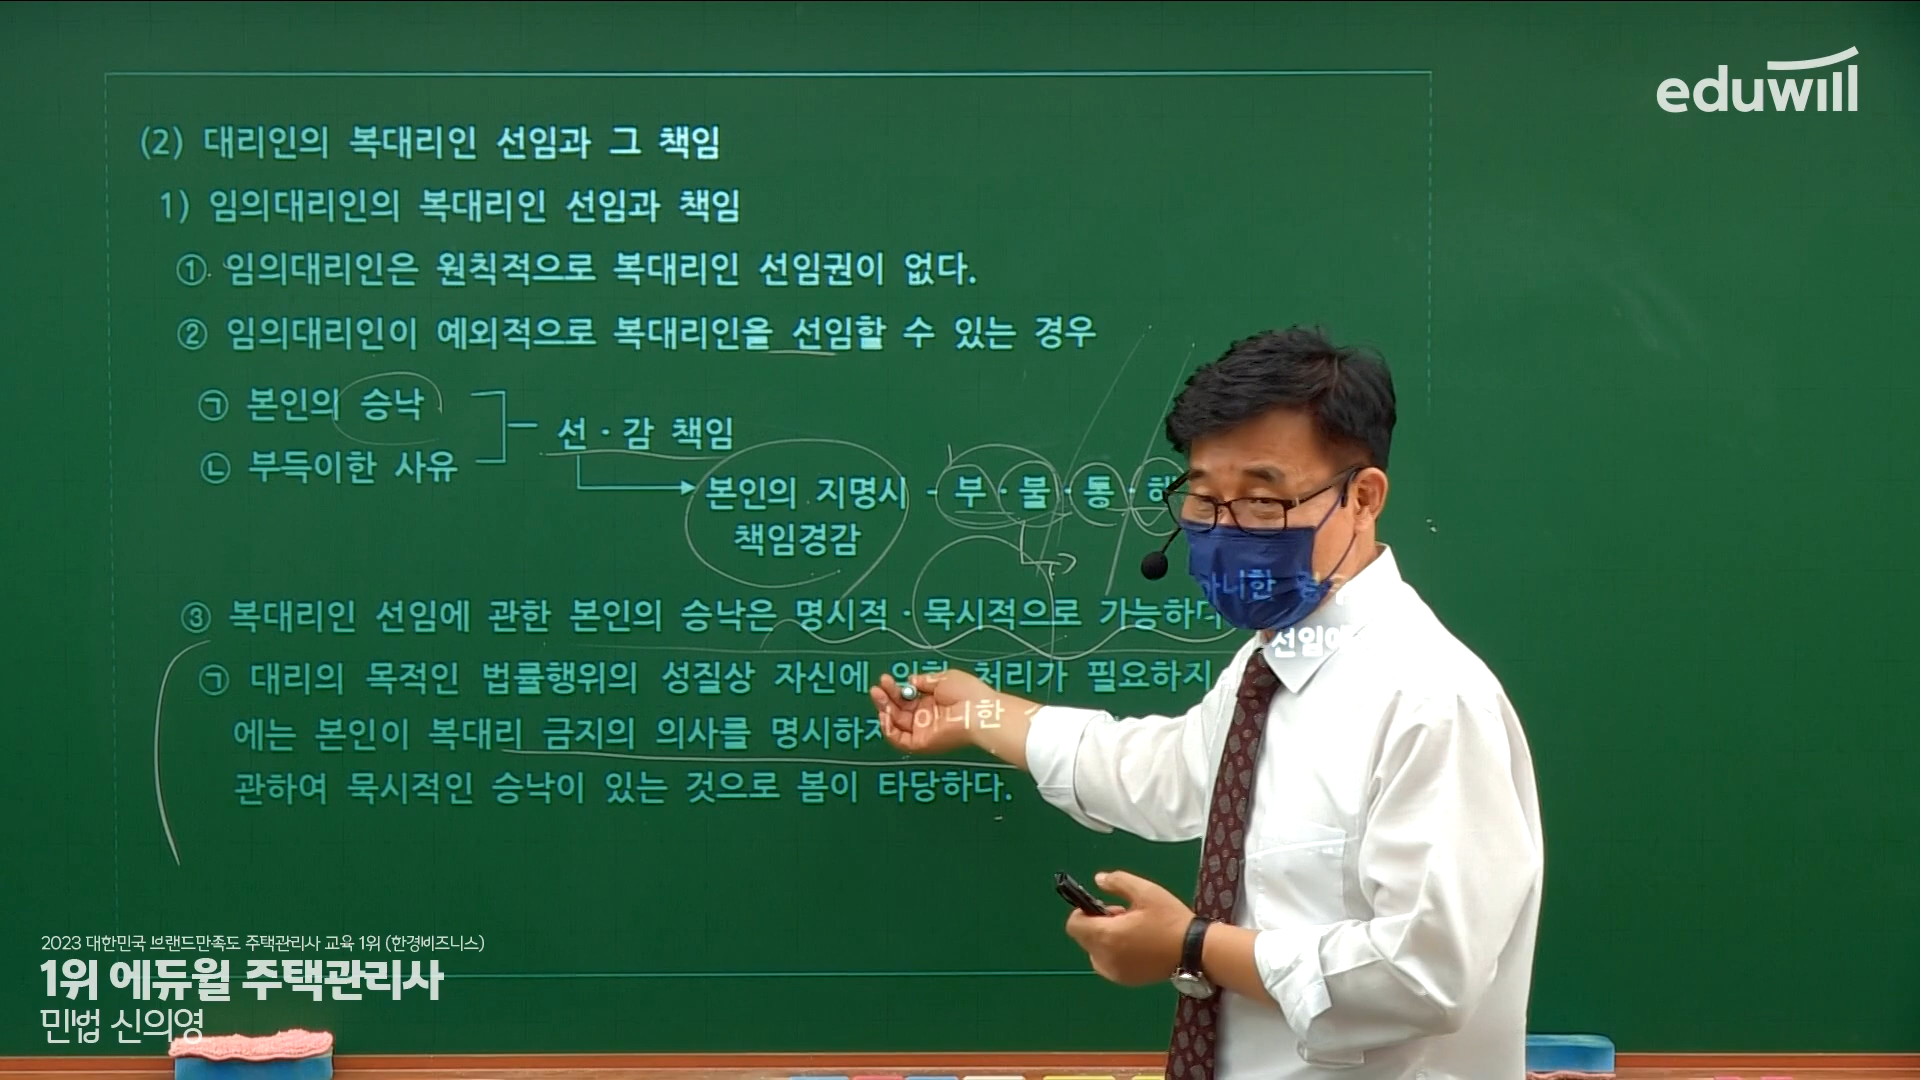 eduwill
(2) 대리인의 복대리인 선임과 그 책임
1) 임의대리인의 복대리인 선임과 책임
① 임의대리인은 원칙적으로 복대리인 선임권이 없다.
② 임의대리인이 예외적으로 복대리인을 선임할 수 있는 경우
㉠ 본인의 승낙
㉡ 부득이한 사유
선·감 책임
본인의 지명시 - 부·불·통·해
책임경감
③ 복대리인 선임에 관한 본인의 승낙은 명시적·묵시적으로 가능하다
㉠ 대리의 목적인 법률행위의 성질상 자신에 의한 처리가 필요하지 아니한
선임에
에는 본인이 복대리 금지의 의사를 명시하지 아니한
관하여 묵시적인 승낙이 있는 것으로 봄이 타당하다.
2023 대한민국 브랜드만족도 주택관리사 교육 1위 (한경비즈니스)
1위 에듀윌 주택관리사
민법 신의영